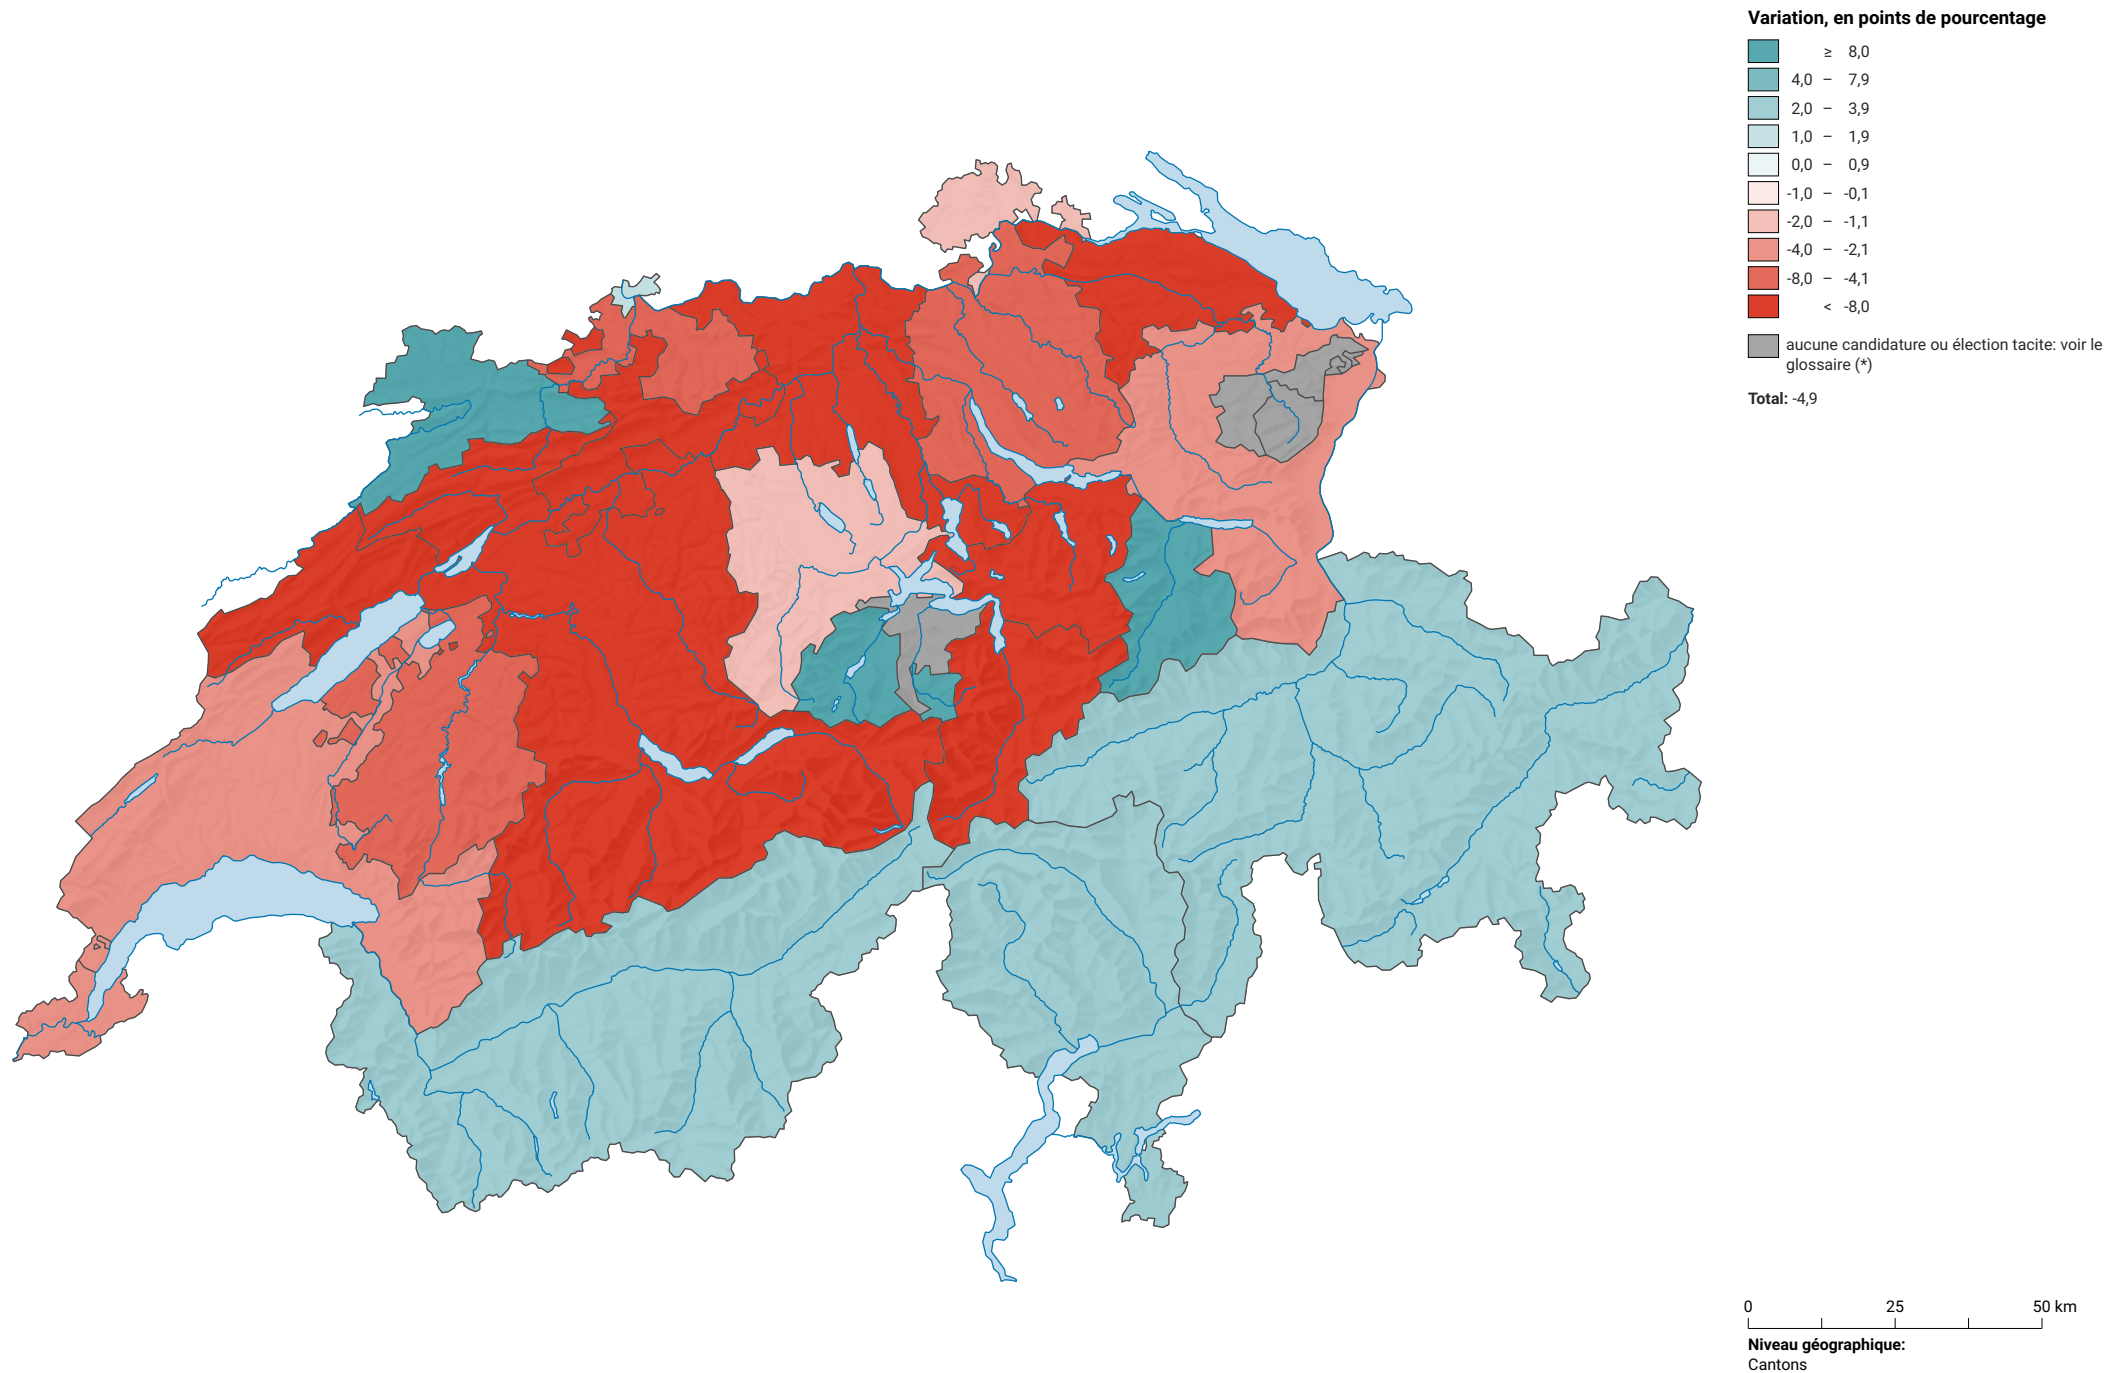 Variation, en points de pourcentage
≥ 8,0
4,0 – 7,9
2,0 – 3,9
1,0 – 1,9
0,0 – 0,9
-1,0 – -0,1
-2,0 – -1,1
-4,0 – -2,1
-8,0 – -4,1
< -8,0
aucune candidature ou élection tacite: voir le
glossaire (*)
Total: -4,9
0 25 50 km
Niveau géographique:
Cantons